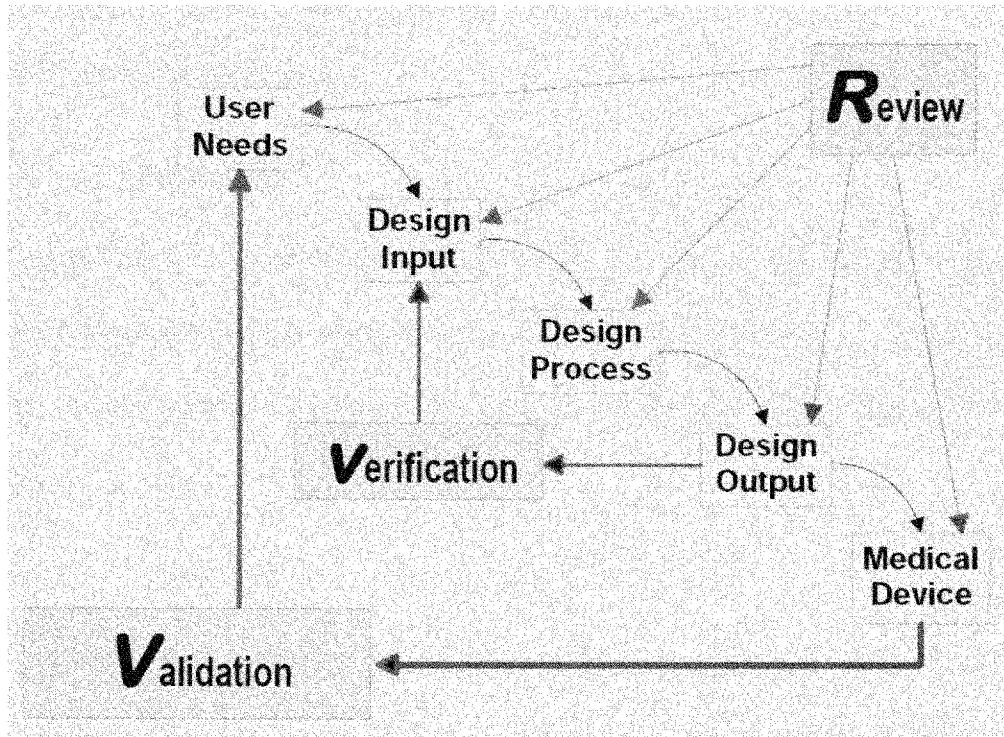 User
Needs
Review
Design
Input
Design
Process
Verification
Design
Output
Medical
Device
Validation